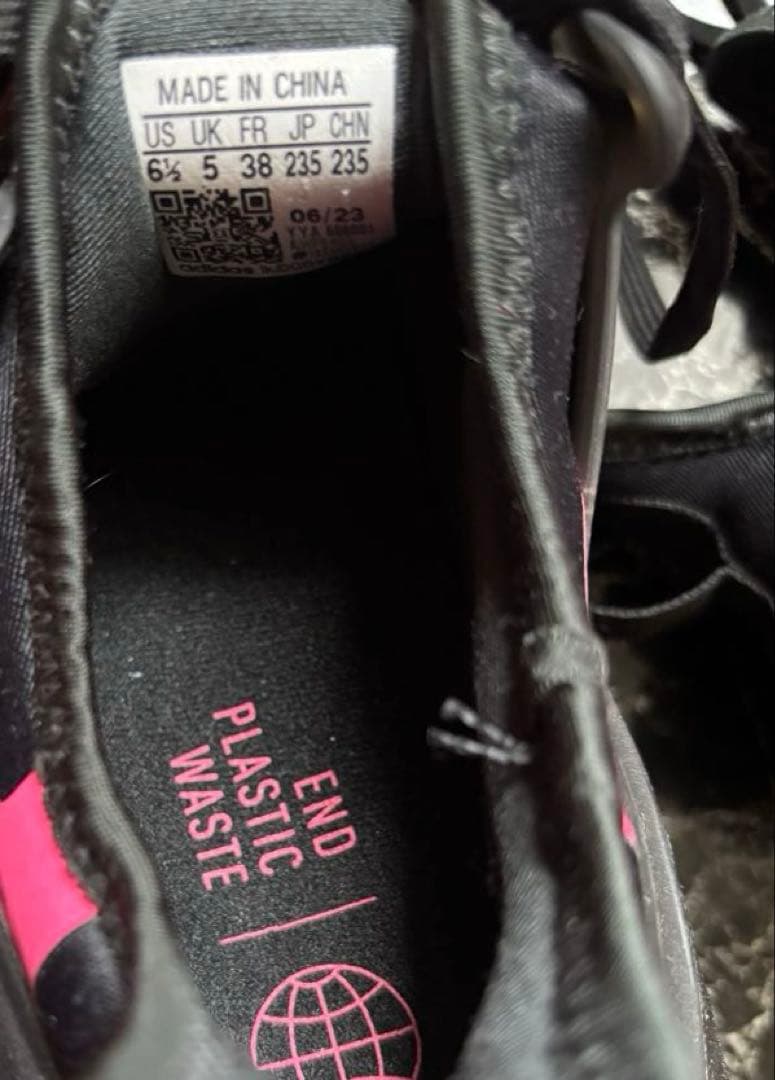 MADE IN CHINA
US UK FR JP CHN
6½ 5 38 235 235
06/23
adidas
END
PLASTIC
WASTE